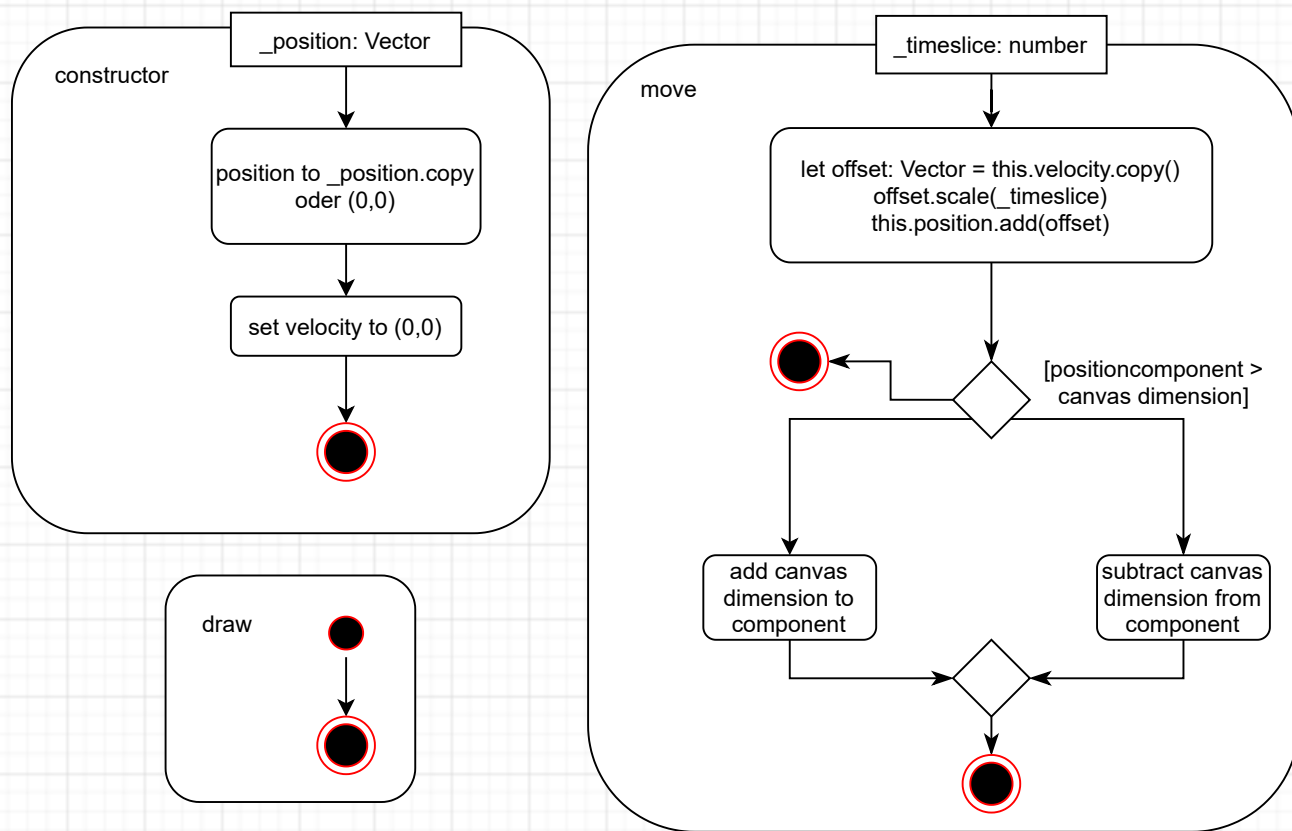 _position: Vector
constructor
position to _position.copy
oder (0,0)
set velocity to (0,0)
draw
_timeslice: number
move
let offset: Vector = this.velocity.copy()
offset.scale(_timeslice)
this.position.add(offset)
[positioncomponent >
canvas dimension]
add canvas
dimension to
component
subtract canvas
dimension from
component